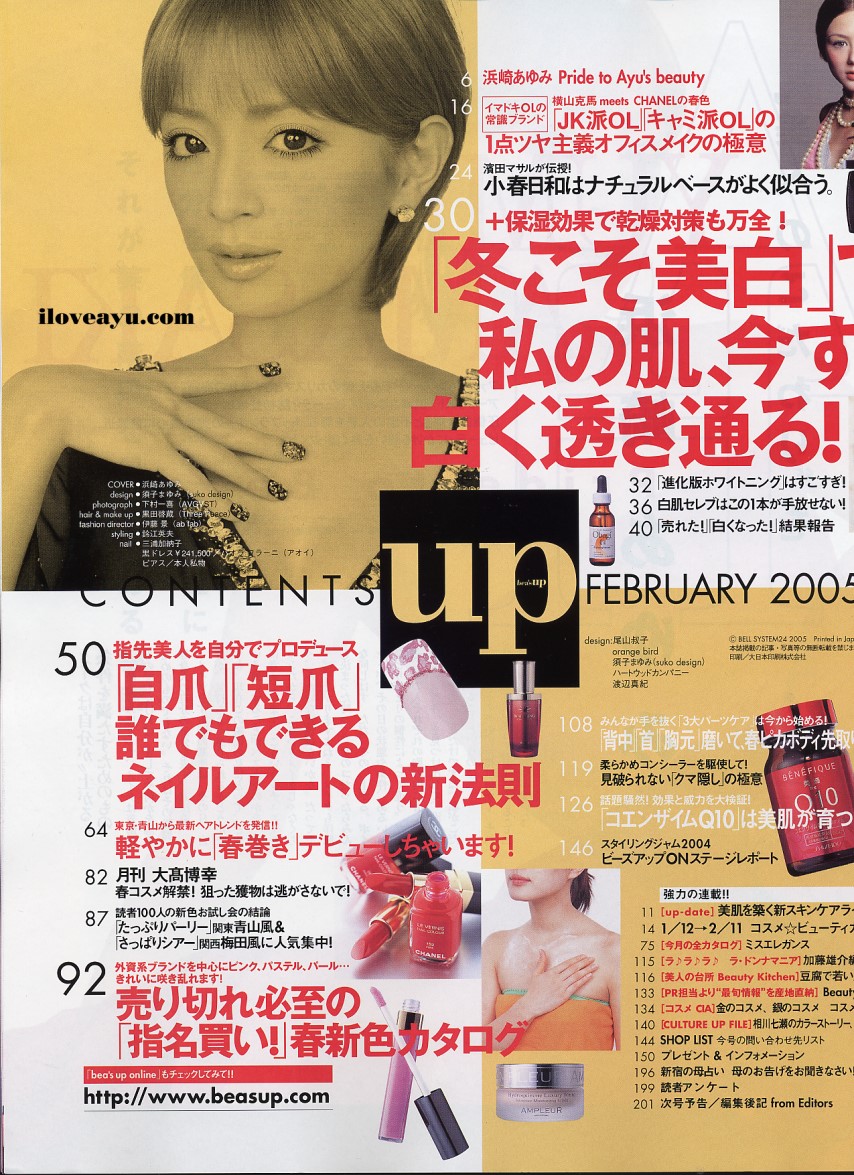 6 浜崎あゆみ Pride to Ayu's beauty
16 イマドキOLの
常識ブランド
横山克馬 meets CHANELの春色
「JK派OL」「キャミ派OL」の
1点ツヤ主義オフィスメイクの極意
24 濱田マサルが伝授!
小春日和はナチュラルベースがよく似合う。
30 +保湿効果で乾燥対策も万全!
「冬こそ美白」
私の肌、今す
白く透き通る!
32 「進化版ホワイトニング」はすごすぎ!
36 白肌セレブはこの1本が手放せない!
40 「売れた!」「白くなった!」結果報告
iloveayu.com
COVER●浜崎あゆみ
design●須子まゆみ(suko design)
photograph●下村一喜(AVGVST)
hair & make up●黒田啓蔵(Three Peace)
fashion director●伊藤 景(ab fab)
styling●鈴江英夫
nail●三浦加納子
黒ドレス¥241,500
ピアス/本人私物
CONTENTS
up
bea's up
FEBRUARY 2005
design:尾山叔子
orange bird
須子まゆみ(suko design)
ハートウッドカンパニー
渡辺真紀
© BELL SYSTEM24 2005 Printed in Jap
本誌掲載の記事・写真等の無断転載を禁じま
印刷/大日本印刷株式会社
50 指先美人を自分でプロデュース
「自爪」「短爪」
誰でもできる
ネイルアートの新法則
64 東京・青山から最新ヘアトレンドを発信!!
軽やかに「春巻き」デビューしちゃいます!
82 月刊 大髙博幸
春コスメ解禁! 狙った獲物は逃がさないで!
87 読者100人の新色お試し会の結論
「たっぷりパーリー」関東青山風&
「さっぱりシアー」関西梅田風に人気集中!
92 外資系ブランドを中心にピンク、パステル、パール…
きれいに咲き乱れます!
売り切れ必至の
「指名買い!」春新色カタログ
「bea's up online」もチェックしてみて!!
http://www.beasup.com
108 みんなが手を抜く「3大パーツケア」は今から始める!
「背中」「首」「胸元」磨いて、春ピカボディ先取り
119 柔らかめコンシーラーを駆使して!
見破られない「クマ隠し」の極意
126 話題騒然! 効果と威力を大検証!
「コエンザイムQ10」は美肌が育つ
146 スタイリングジャム2004
ビーズアップONステージレポート
BÉNÉFIQUE
Q10
LE VERNIS
CHANEL
AMPLEUR
強力の連載!!
11 [up-date] 美肌を築く新スキンケアラ
14 1/12→2/11 コスメ☆ビューティ
75 [今月の全カタログ] ミスエレガンス
115 [ラ♪ラ♪ラ♪ ラ・ドンナマニア] 加藤雄介
116 [美人の台所 Beauty Kitchen] 豆腐で若い
133 [PR担当より"最旬情報"を産地直納] Beaut
134 [コスメ CIA] 金のコスメ、銀のコスメ コスメ
140 [CULTURE UP FILE] 相川七瀬のカラーストーリー、
144 SHOP LIST 今号の問い合わせ先リスト
150 プレゼント & インフォメーション
196 新宿の母占い 母のお告げをお聞きなさい!
199 読者アンケート
201 次号予告/編集後記 from Editors